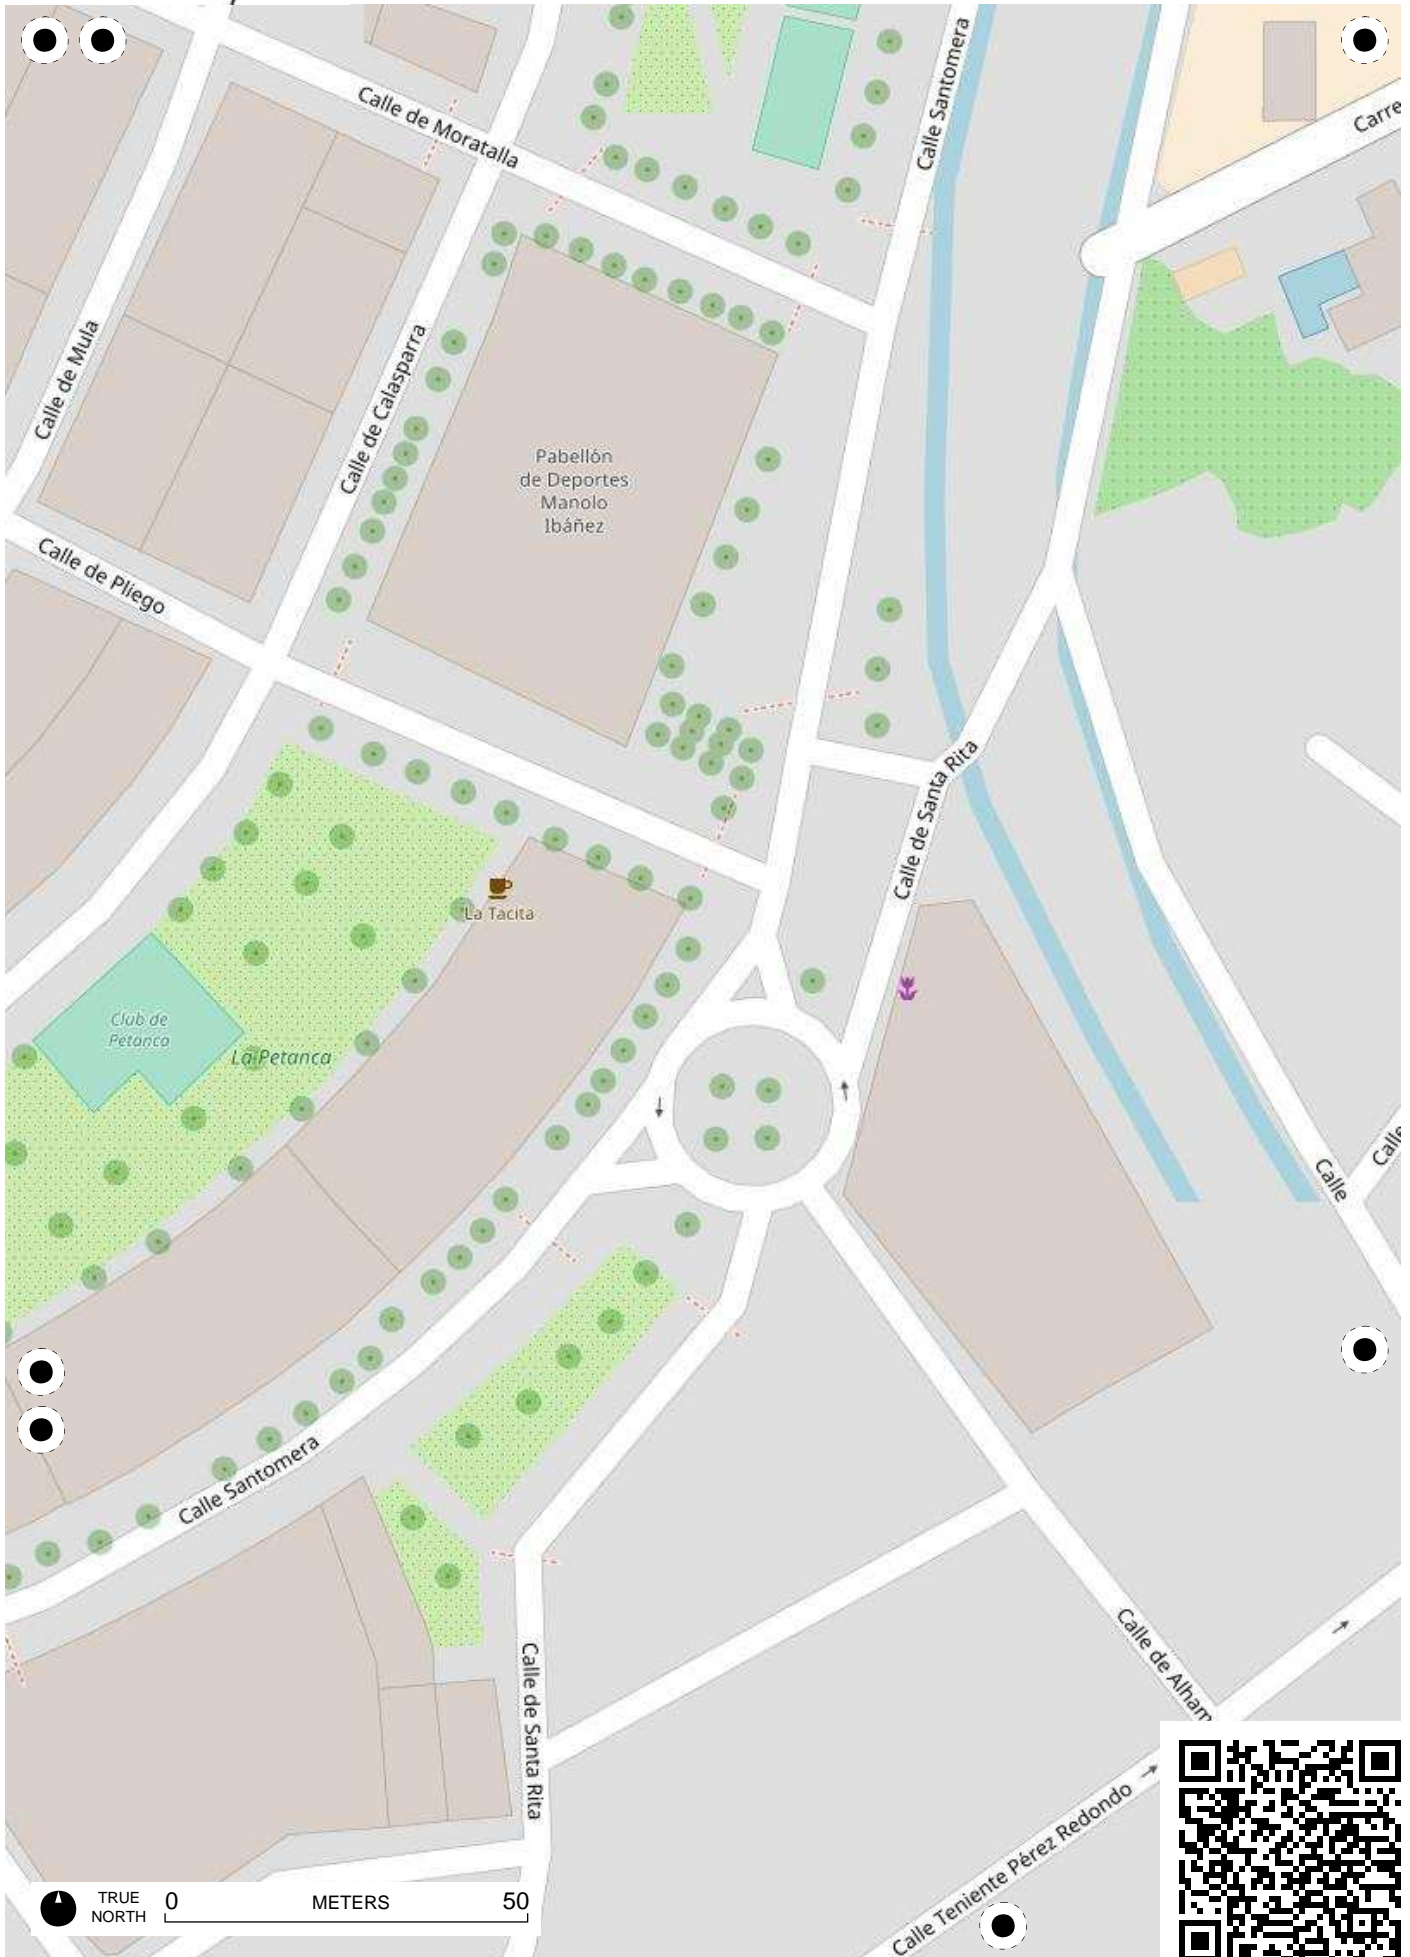 Calle de Moratalla
Calle Santomera
Carre
Calle de Mula
Calle de Calasparra
Pabellón
de Deportes
Manolo
Ibáñez
Calle de Pliego
Calle de Santa Rita
La Tacita
Club de
Petanca
La Petanca
Calle
Calle
Calle Santomera
Calle de Santa Rita
Calle de Alham
Calle Teniente Pérez Redondo
TRUE
NORTH
0 METERS 50